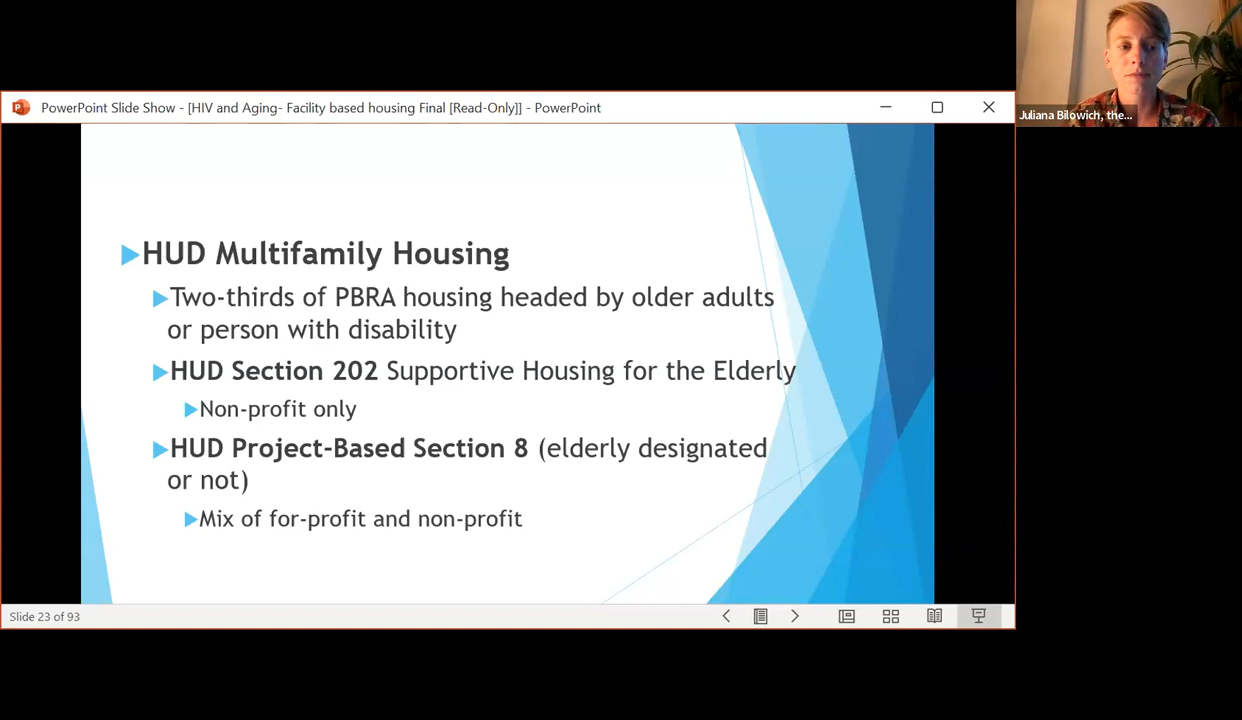 PowerPoint Slide Show - [HIV and Aging- Facility based housing Final [Read-Only]] - PowerPoint
Juliana Bilowich, the...
HUD Multifamily Housing
Two-thirds of PBRA housing headed by older adults
or person with disability
HUD Section 202 Supportive Housing for the Elderly
Non-profit only
HUD Project-Based Section 8 (elderly designated
or not)
Mix of for-profit and non-profit
Slide 23 of 93